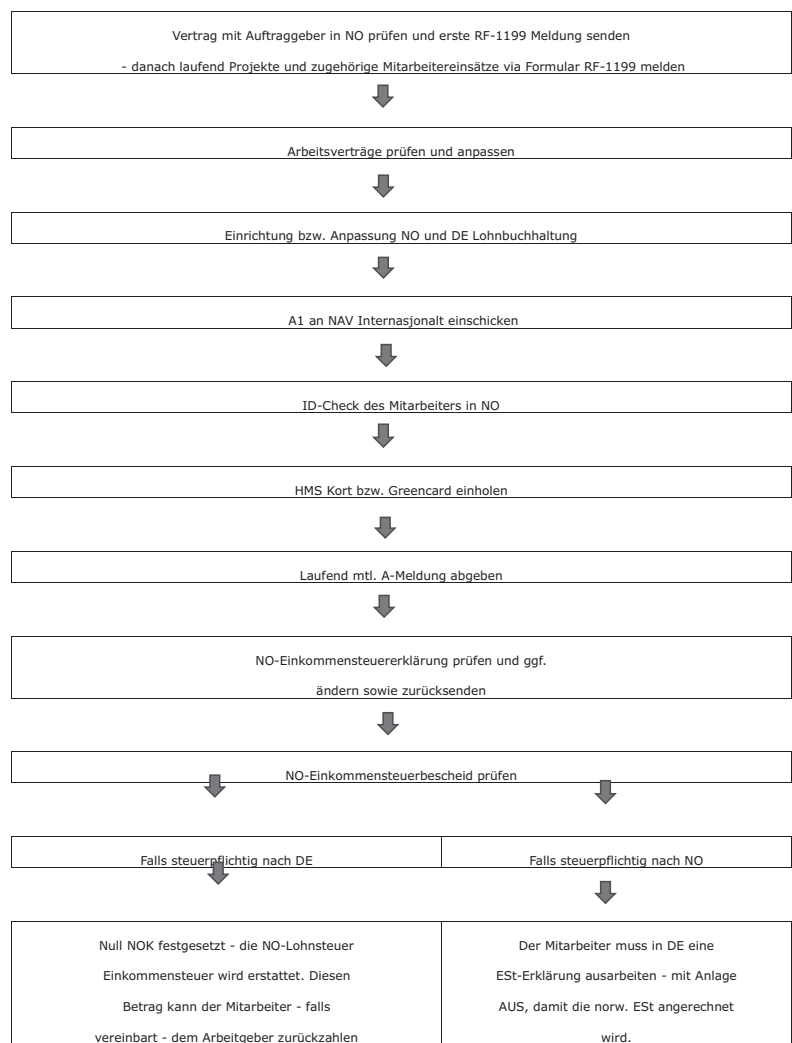 Vertrag mit Auftraggeber in NO prüfen und erste RF-1199 Meldung senden
- danach laufend Projekte und zugehörige Mitarbeitereinsätze via Formular RF-1199 melden
Arbeitsverträge prüfen und anpassen
Einrichtung bzw. Anpassung NO und DE Lohnbuchhaltung
A1 an NAV Internasjonalt einschicken
ID-Check des Mitarbeiters in NO
HMS Kort bzw. Greencard einholen
Laufend mtl. A-Meldung abgeben
NO-Einkommensteuererklärung prüfen und ggf.
ändern sowie zurücksenden
NO-Einkommensteuerbescheid prüfen
Falls steuerpflichtig nach DE
Falls steuerpflichtig nach NO
Null NOK festgesetzt - die NO-Lohnsteuer
Einkommensteuer wird erstattet. Diesen
Betrag kann der Mitarbeiter - falls
vereinbart - dem Arbeitgeber zurückzahlen
Der Mitarbeiter muss in DE eine
ESt-Erklärung ausarbeiten - mit Anlage
AUS, damit die norw. ESt angerechnet
wird.